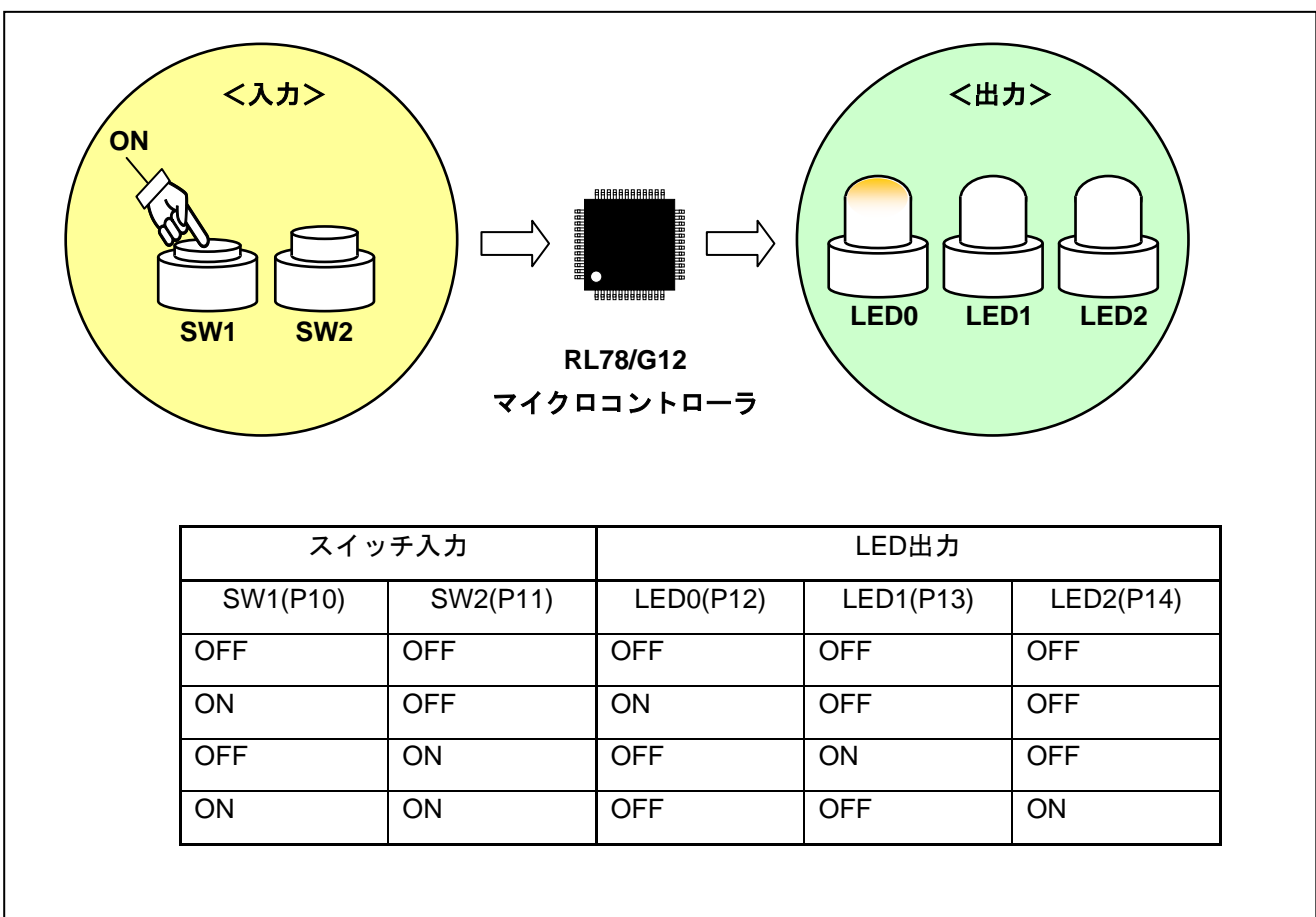 ＜入力＞
ON
SW1 SW2
RL78/G12
マイクロコントローラ
＜出力＞
LED0 LED1 LED2
スイッチ入力 LED出力
SW1(P10) SW2(P11) LED0(P12) LED1(P13) LED2(P14)
OFF OFF OFF OFF OFF
ON OFF ON OFF OFF
OFF ON OFF ON OFF
ON ON OFF OFF ON